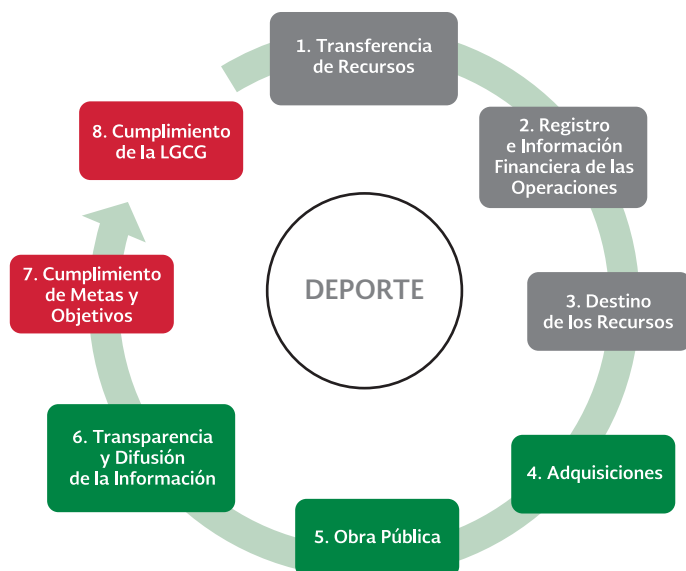 1. Transferencia
de Recursos
2. Registro
e Información
Financiera de las
Operaciones
3. Destino
de los Recursos
4. Adquisiciones
5. Obra Pública
6. Transparencia
y Difusión
de la Información
7. Cumplimiento
de Metas y
Objetivos
8. Cumplimiento
de la LGCG
DEPORTE